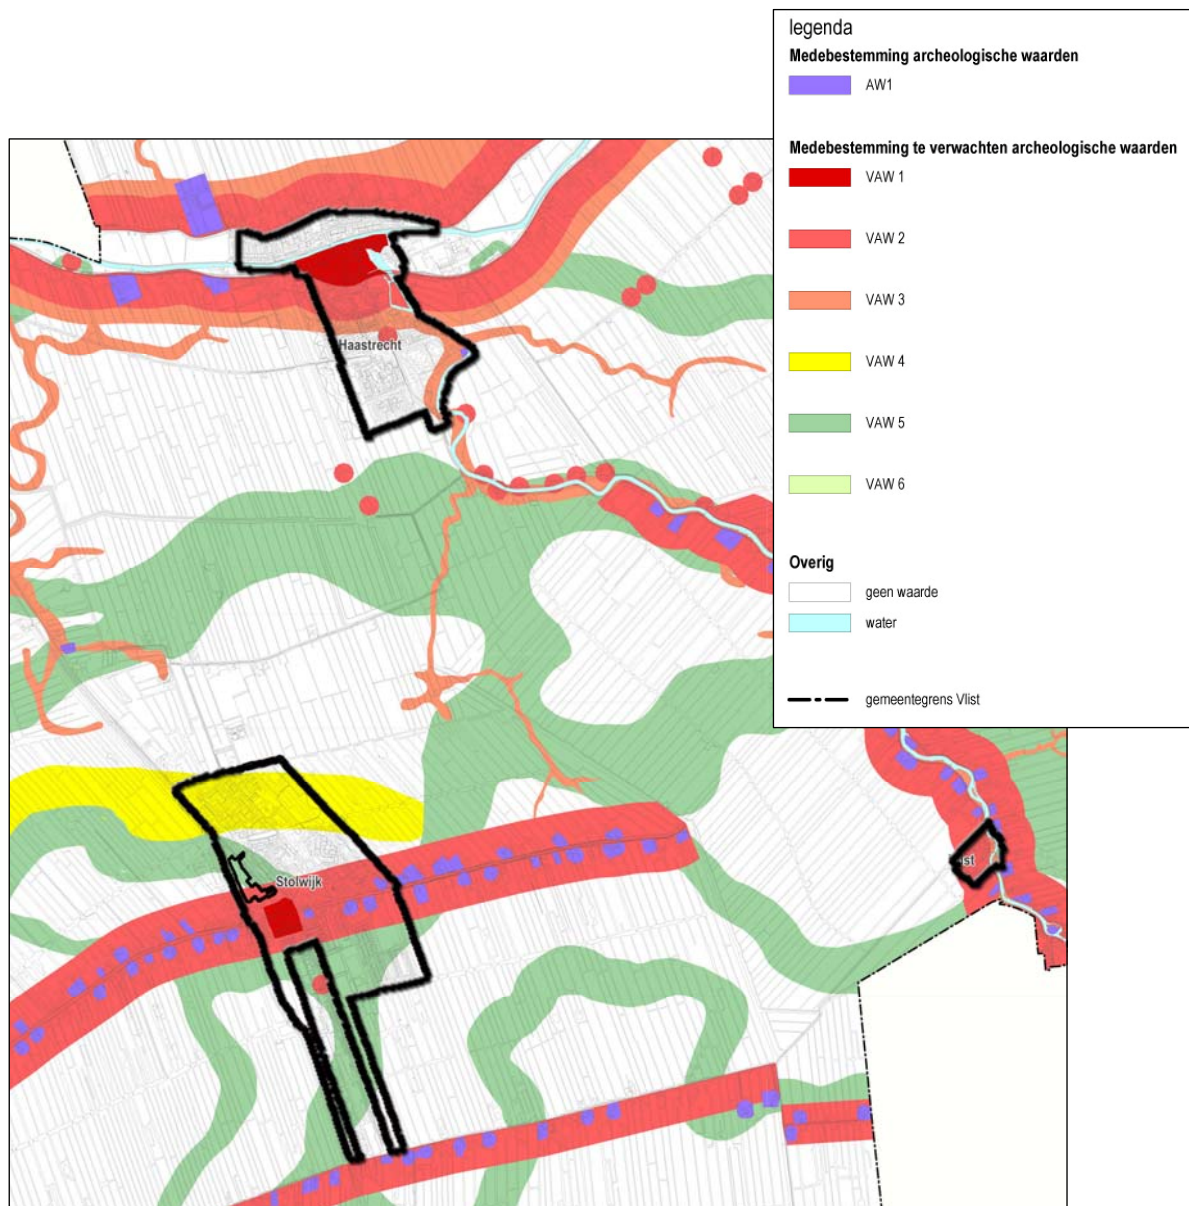 legenda
Medebestemming archeologische waarden
AW1
Medebestemming te verwachten archeologische waarden
VAW 1
VAW 2
VAW 3
VAW 4
VAW 5
VAW 6
Overig
geen waarde
water
gemeentegrens Vlist
Haastrecht
Stolwijk
ist